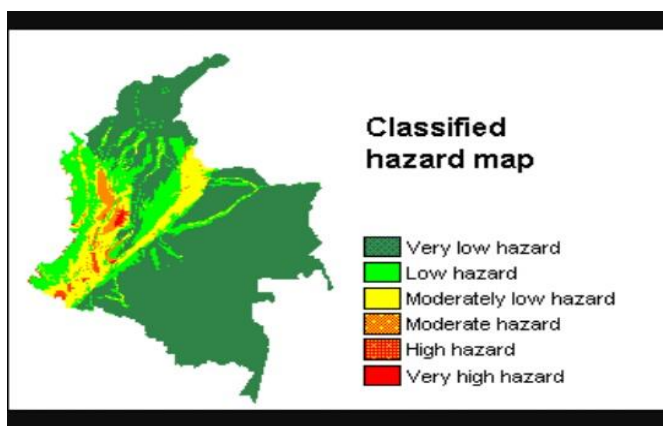 Classified
hazard map
Very low hazard
Low hazard
Moderately low hazard
Moderate hazard
High hazard
Very high hazard